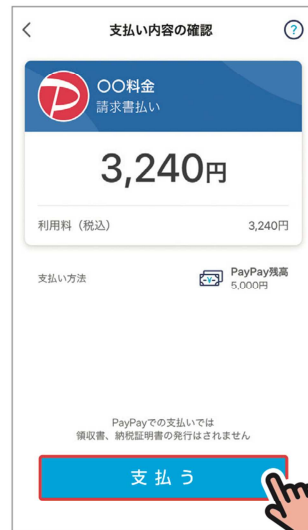 支払い内容の確認
?
〇〇料金
請求書払い
3,240円
利用料（税込）
3,240円
支払い方法
PayPay残高
5,000円
PayPayでの支払いでは
領収書、納税証明書の発行はされません
支払う